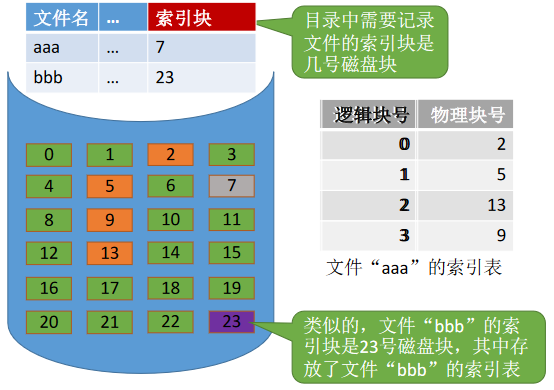 文件名 … 索引块
aaa … 7
bbb … 23
目录中需要记录
文件的索引块是
几号磁盘块
0 1 2 3
4 5 6 7
8 9 10 11
12 13 14 15
16 17 18 19
20 21 22 23
逻辑块号 物理块号
0 2
1 5
2 13
3 9
文件“aaa”的索引表
类似的，文件“bbb”的索
引块是23号磁盘块，其中存
放了文件“bbb”的索引表